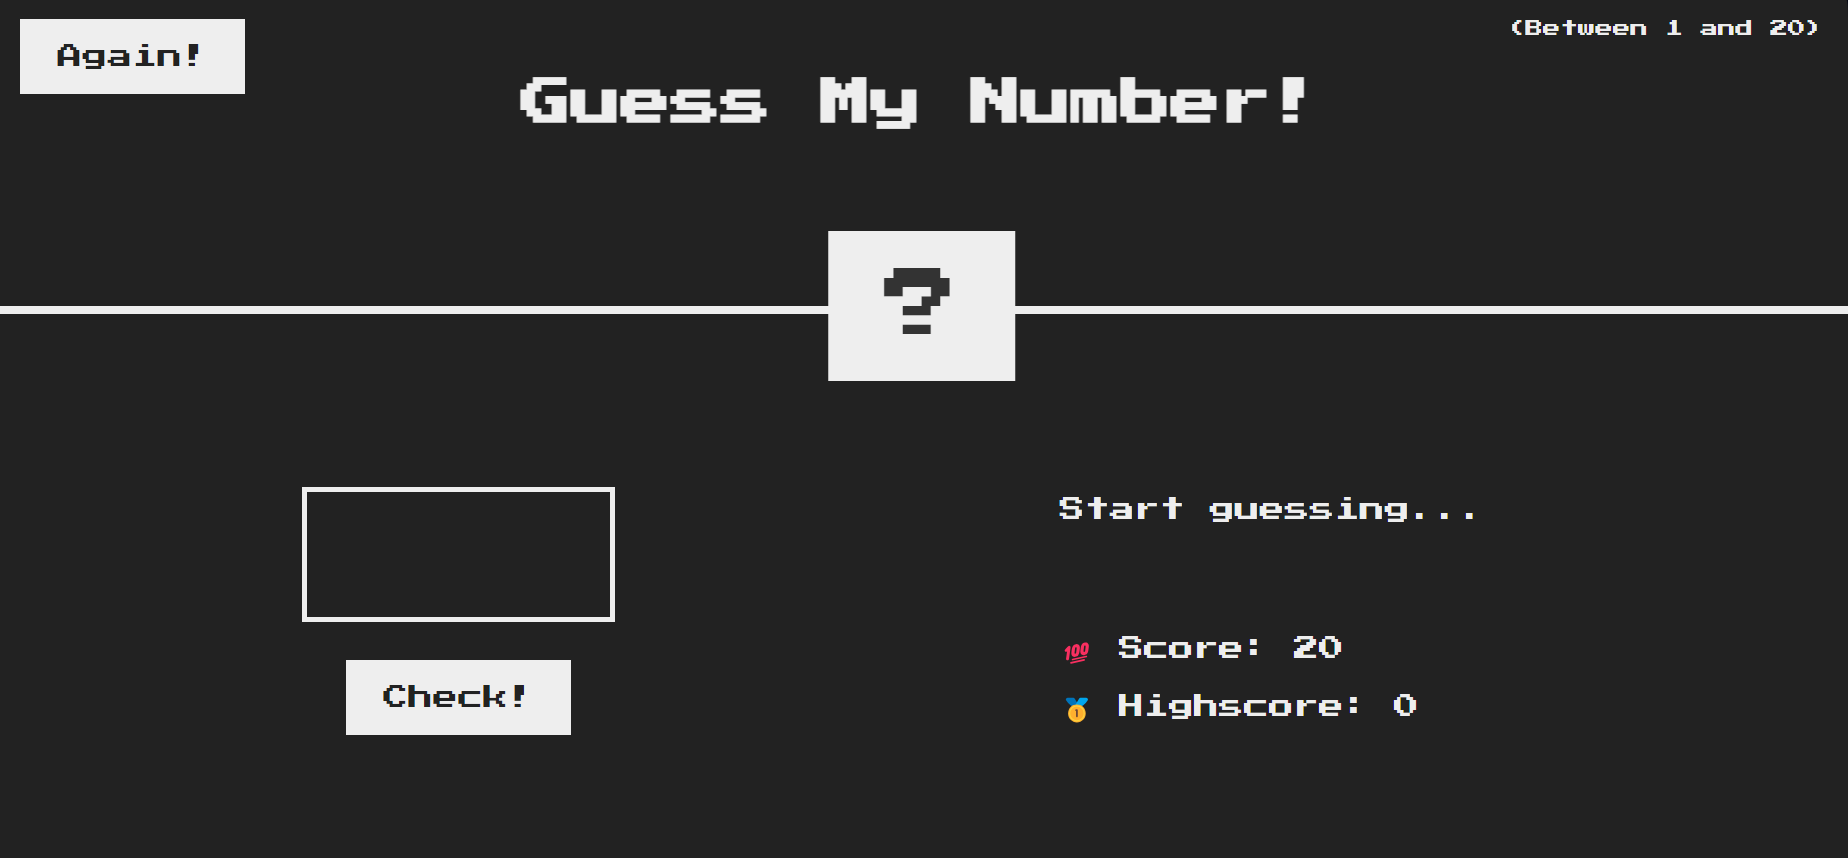 Again!
(Between 1 and 20)
Guess My Number!
?
Start guessing...
Check!
💯 Score: 20
🥇 Highscore: 0